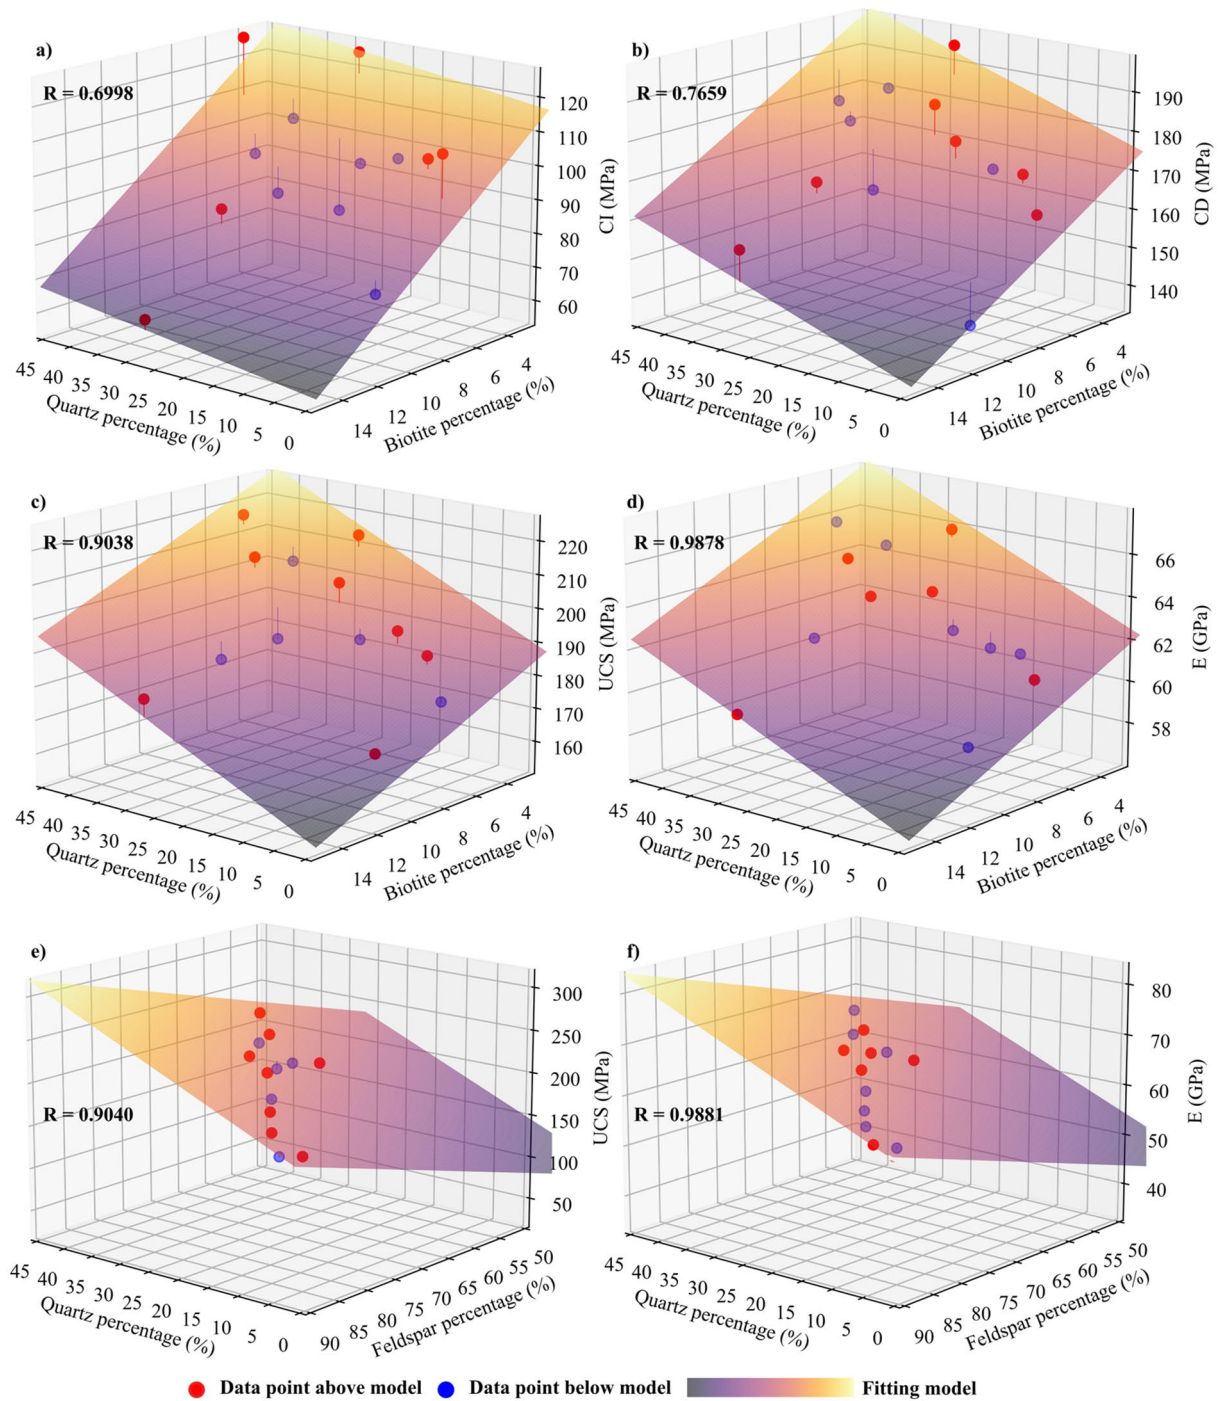 a)
R = 0.6998
120
110
100
90
80
70
60
CI (MPa)
45 40 35 30 25 20 15 10 5 0
Quartz percentage (%)
14 12 10 8 6 4
Biotite percentage (%)
b)
R = 0.7659
190
180
170
160
150
140
CD (MPa)
45 40 35 30 25 20 15 10 5 0
Quartz percentage (%)
14 12 10 8 6 4
Biotite percentage (%)
c)
R = 0.9038
220
210
200
190
180
170
160
UCS (MPa)
45 40 35 30 25 20 15 10 5 0
Quartz percentage (%)
14 12 10 8 6 4
Biotite percentage (%)
d)
R = 0.9878
66
64
62
60
58
E (GPa)
45 40 35 30 25 20 15 10 5 0
Quartz percentage (%)
14 12 10 8 6 4
Biotite percentage (%)
e)
R = 0.9040
300
250
200
150
100
50
UCS (MPa)
45 40 35 30 25 20 15 10 5 0
Quartz percentage (%)
90 85 80 75 70 65 60 55 50
Feldspar percentage (%)
f)
R = 0.9881
80
70
60
50
40
E (GPa)
45 40 35 30 25 20 15 10 5 0
Quartz percentage (%)
90 85 80 75 70 65 60 55 50
Feldspar percentage (%)
Data point above model Data point below model Fitting model